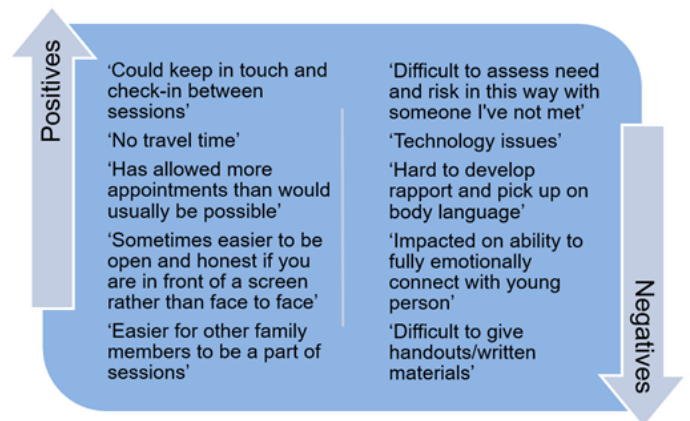 Positives
‘Could keep in touch and
check-in between
sessions’
‘No travel time’
‘Has allowed more
appointments than would
usually be possible’
‘Sometimes easier to be
open and honest if you
are in front of a screen
rather than face to face’
‘Easier for other family
members to be a part of
sessions’
‘Difficult to assess need
and risk in this way with
someone I've not met’
‘Technology issues’
‘Hard to develop
rapport and pick up on
body language’
‘Impacted on ability to
fully emotionally
connect with young
person’
‘Difficult to give
handouts/written
materials’
Negatives